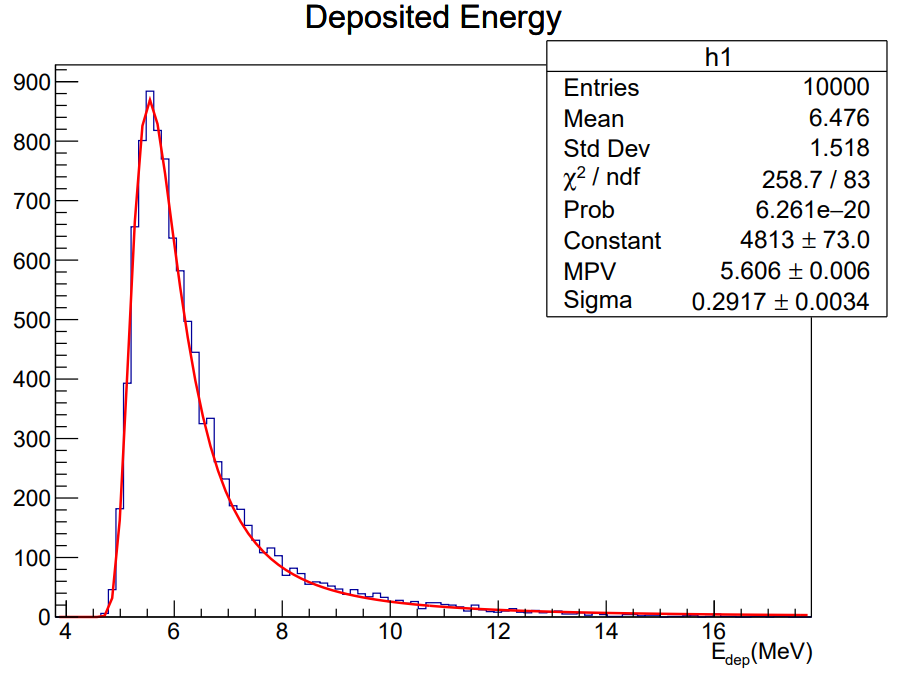 Deposited Energy
h1
Entries 10000
Mean 6.476
Std Dev 1.518
χ² / ndf 258.7 / 83
Prob 6.261e−20
Constant 4813 ± 73.0
MPV 5.606 ± 0.006
Sigma 0.2917 ± 0.0034
900
800
700
600
500
400
300
200
100
0
4 6 8 10 12 14 16
E_dep(MeV)